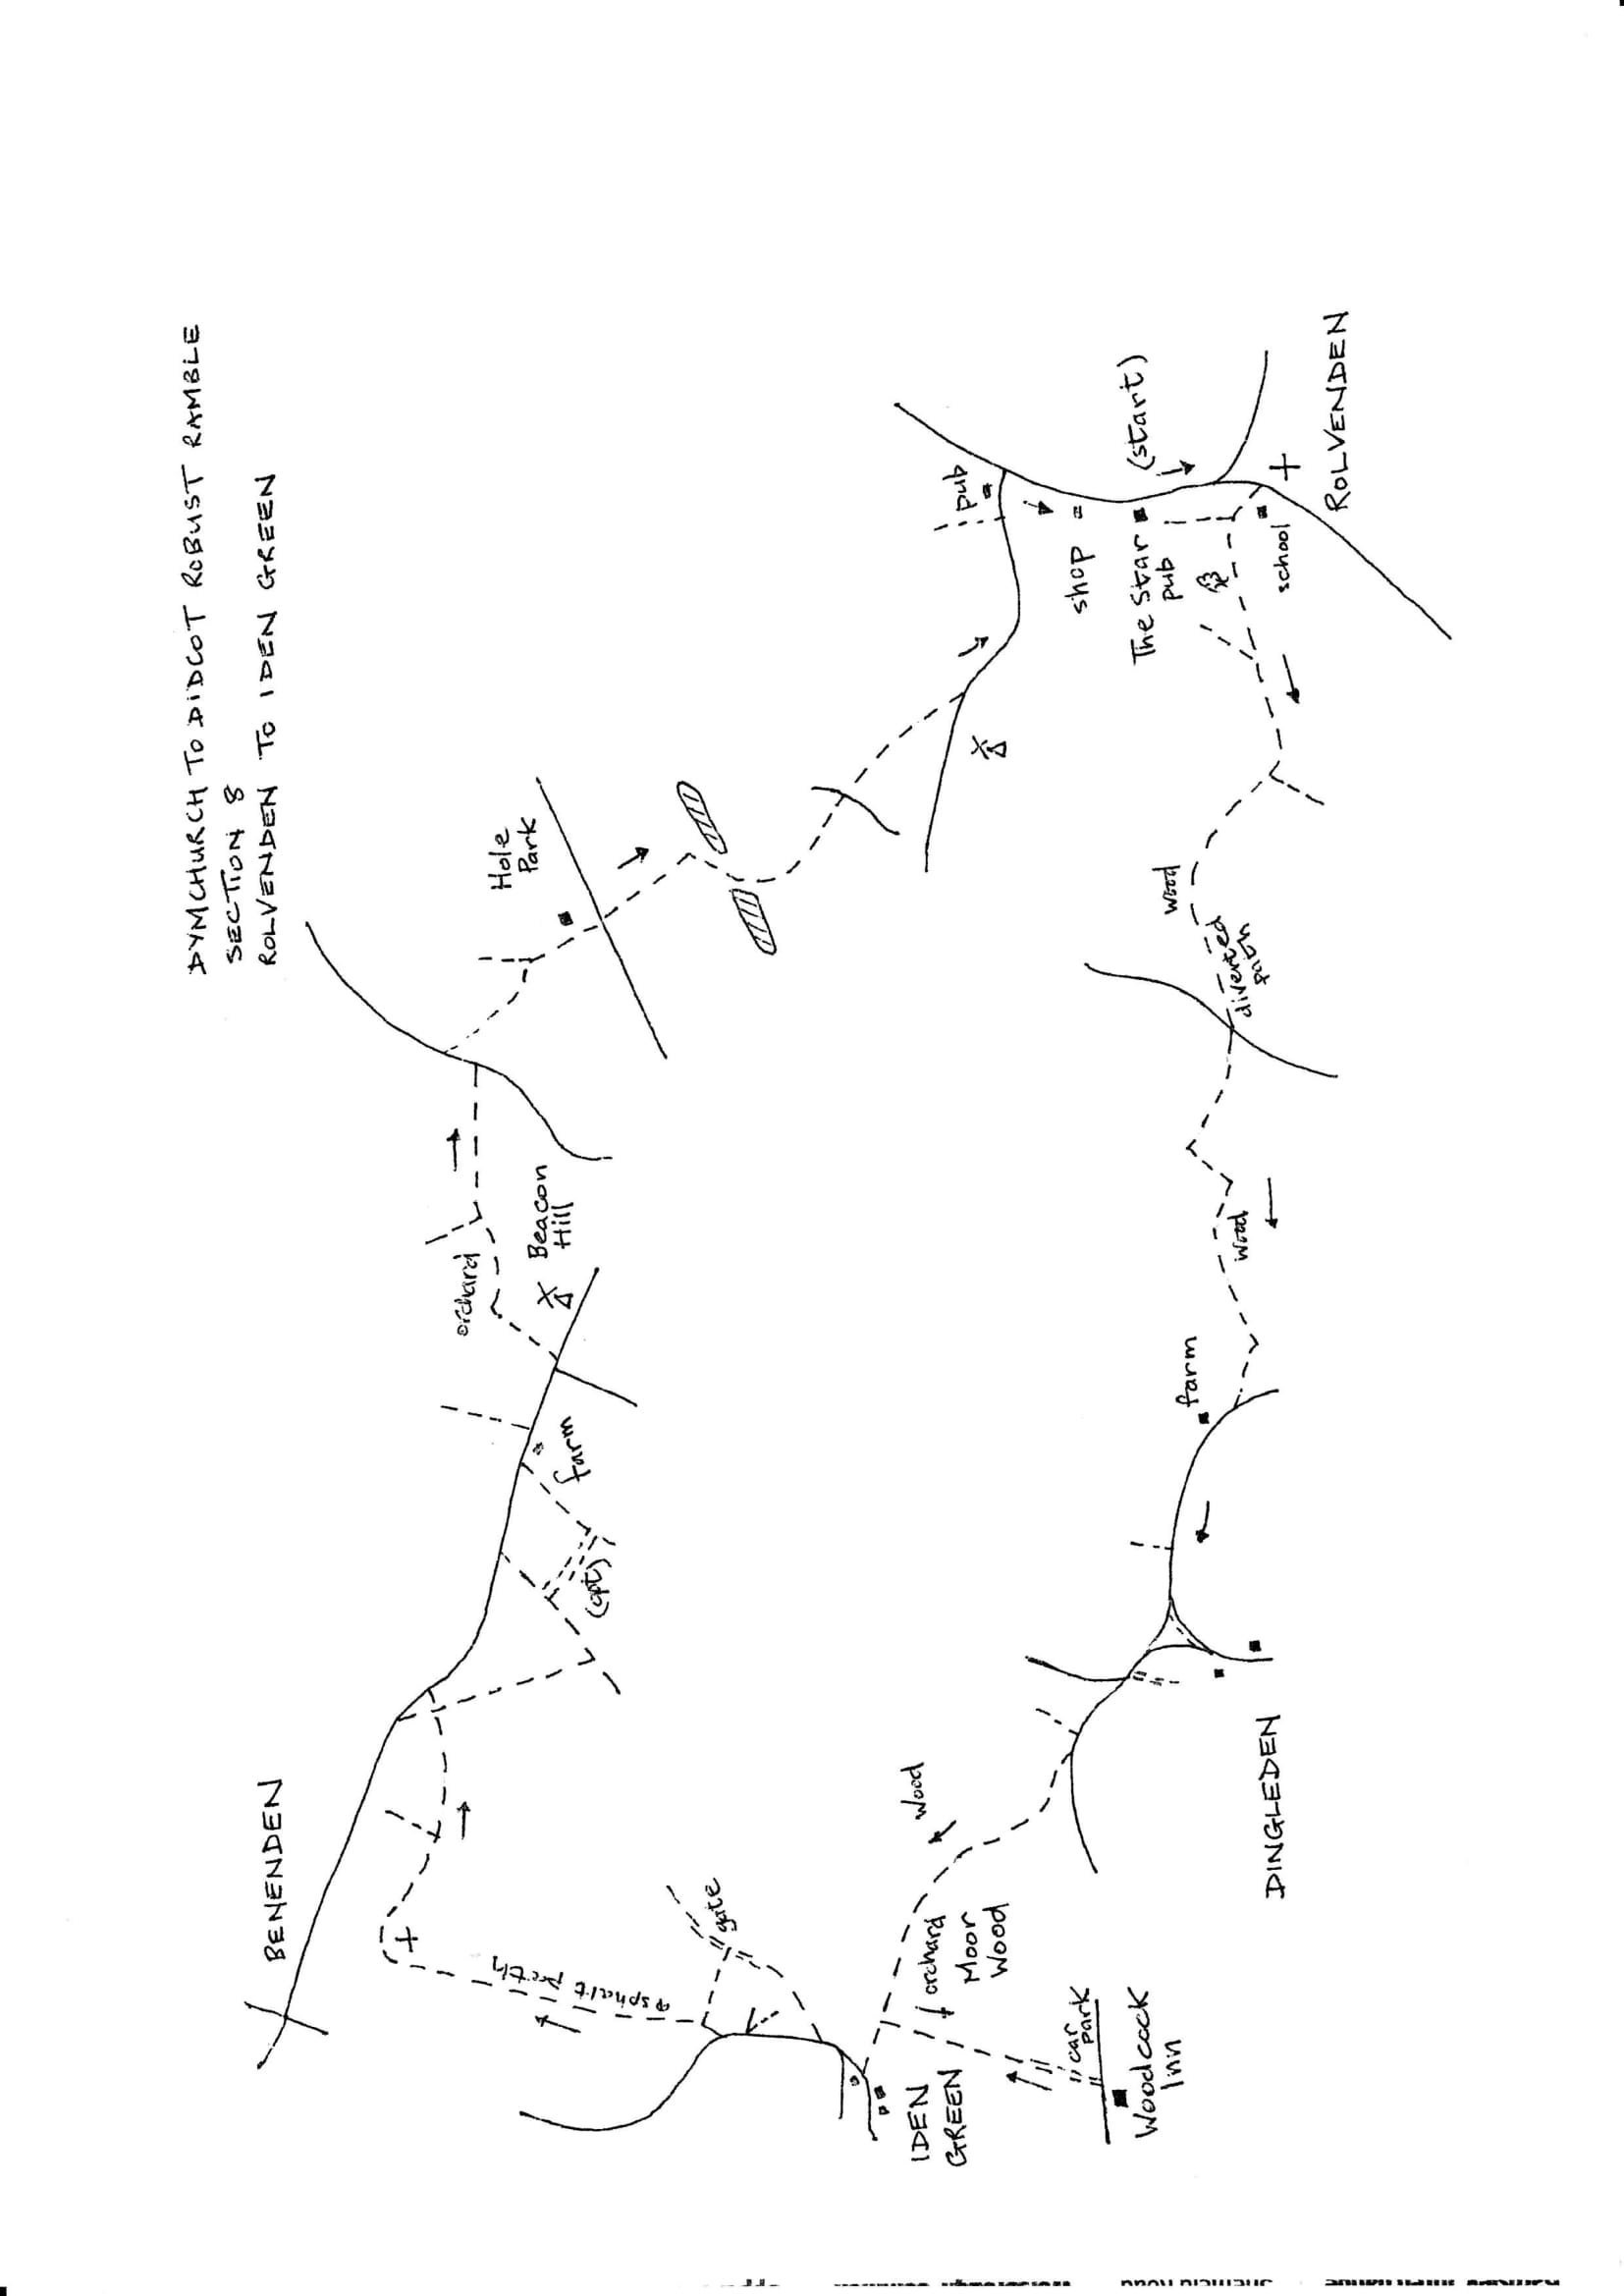 DYMCHURCH TO DIDCOT ROBUST RAMBLE
SECTION 8
ROLVENDEN TO IDEN GREEN
BENENDEN
orchard
Beacon
Hill
farm
(opt)
Hole
Park
asphalt path
gate
IDEN
GREEN
orchard
Moor
Wood
wood
car
park
Woodcock
Inn
DINGLEDEN
farm
wood
diverted
path
wood
pub
shop
The Star
pub
(start)
school
ROLVENDEN